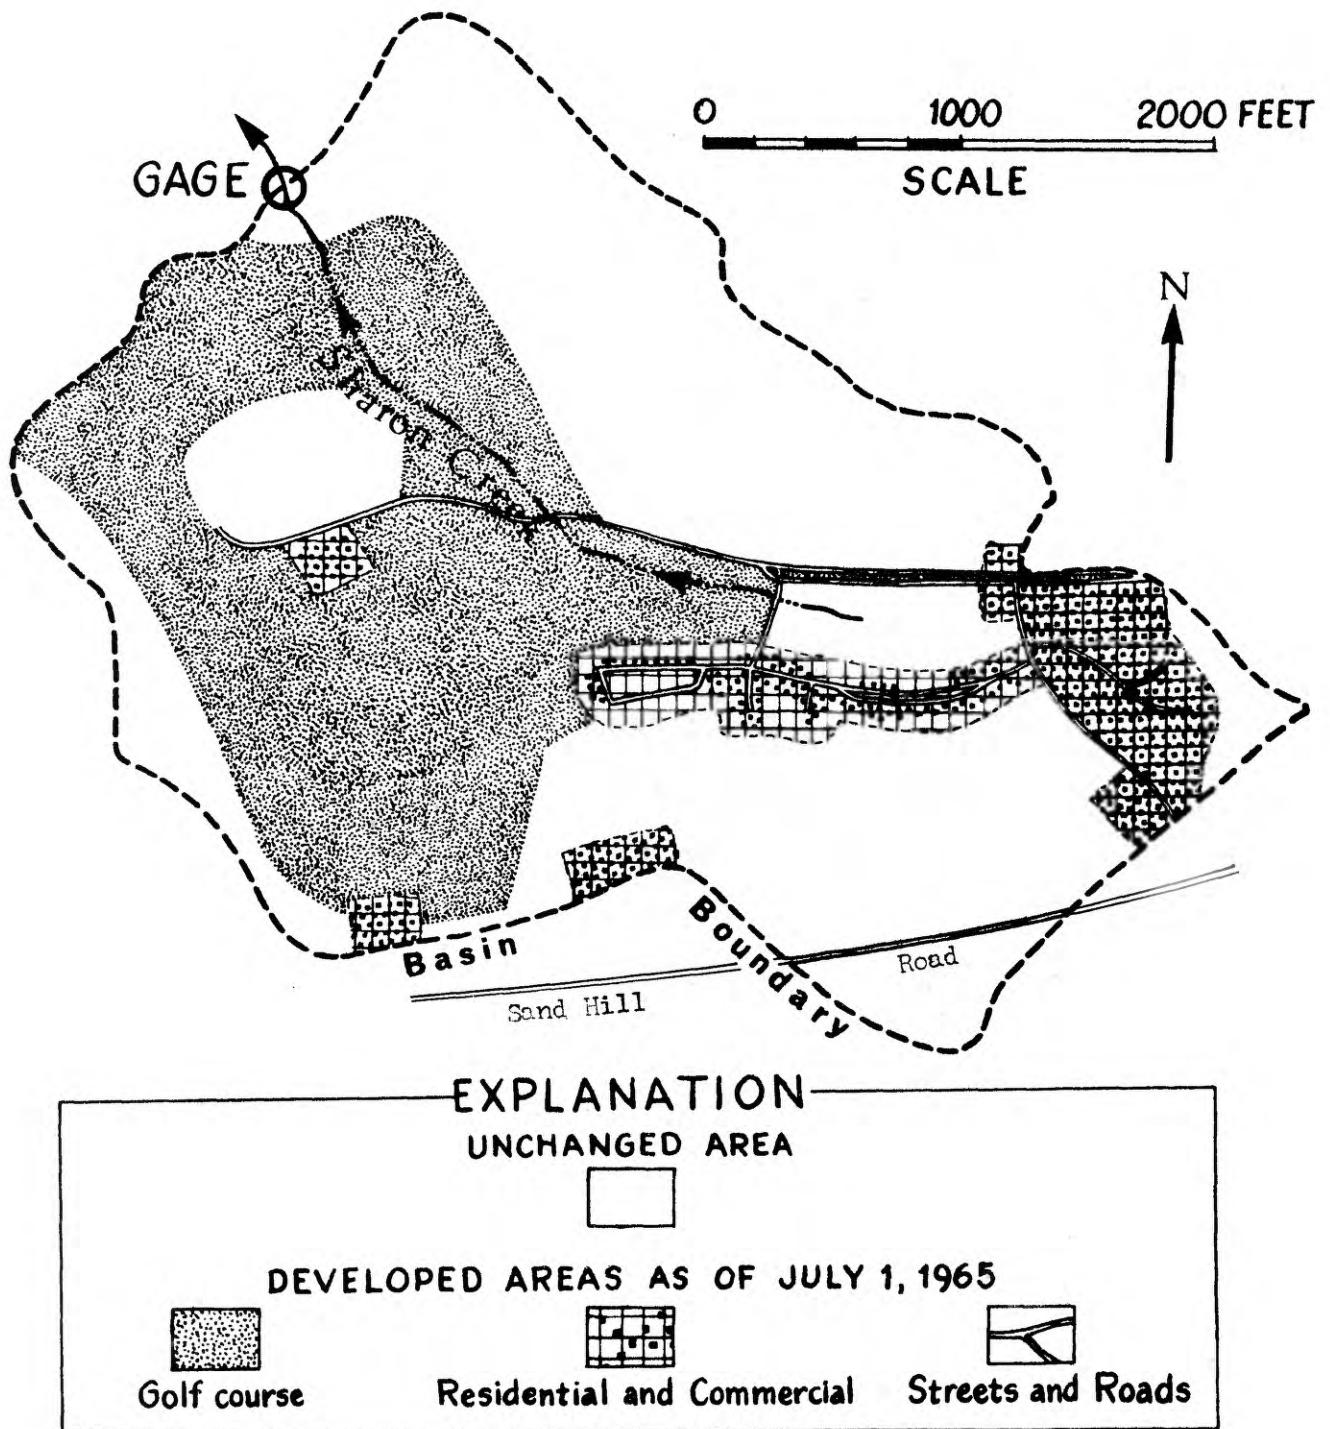 0 1000 2000 FEET
SCALE
GAGE
N
Sharon Creek
Basin
Boundary
Road
Sand Hill
EXPLANATION
UNCHANGED AREA
DEVELOPED AREAS AS OF JULY 1, 1965
Golf course
Residential and Commercial
Streets and Roads